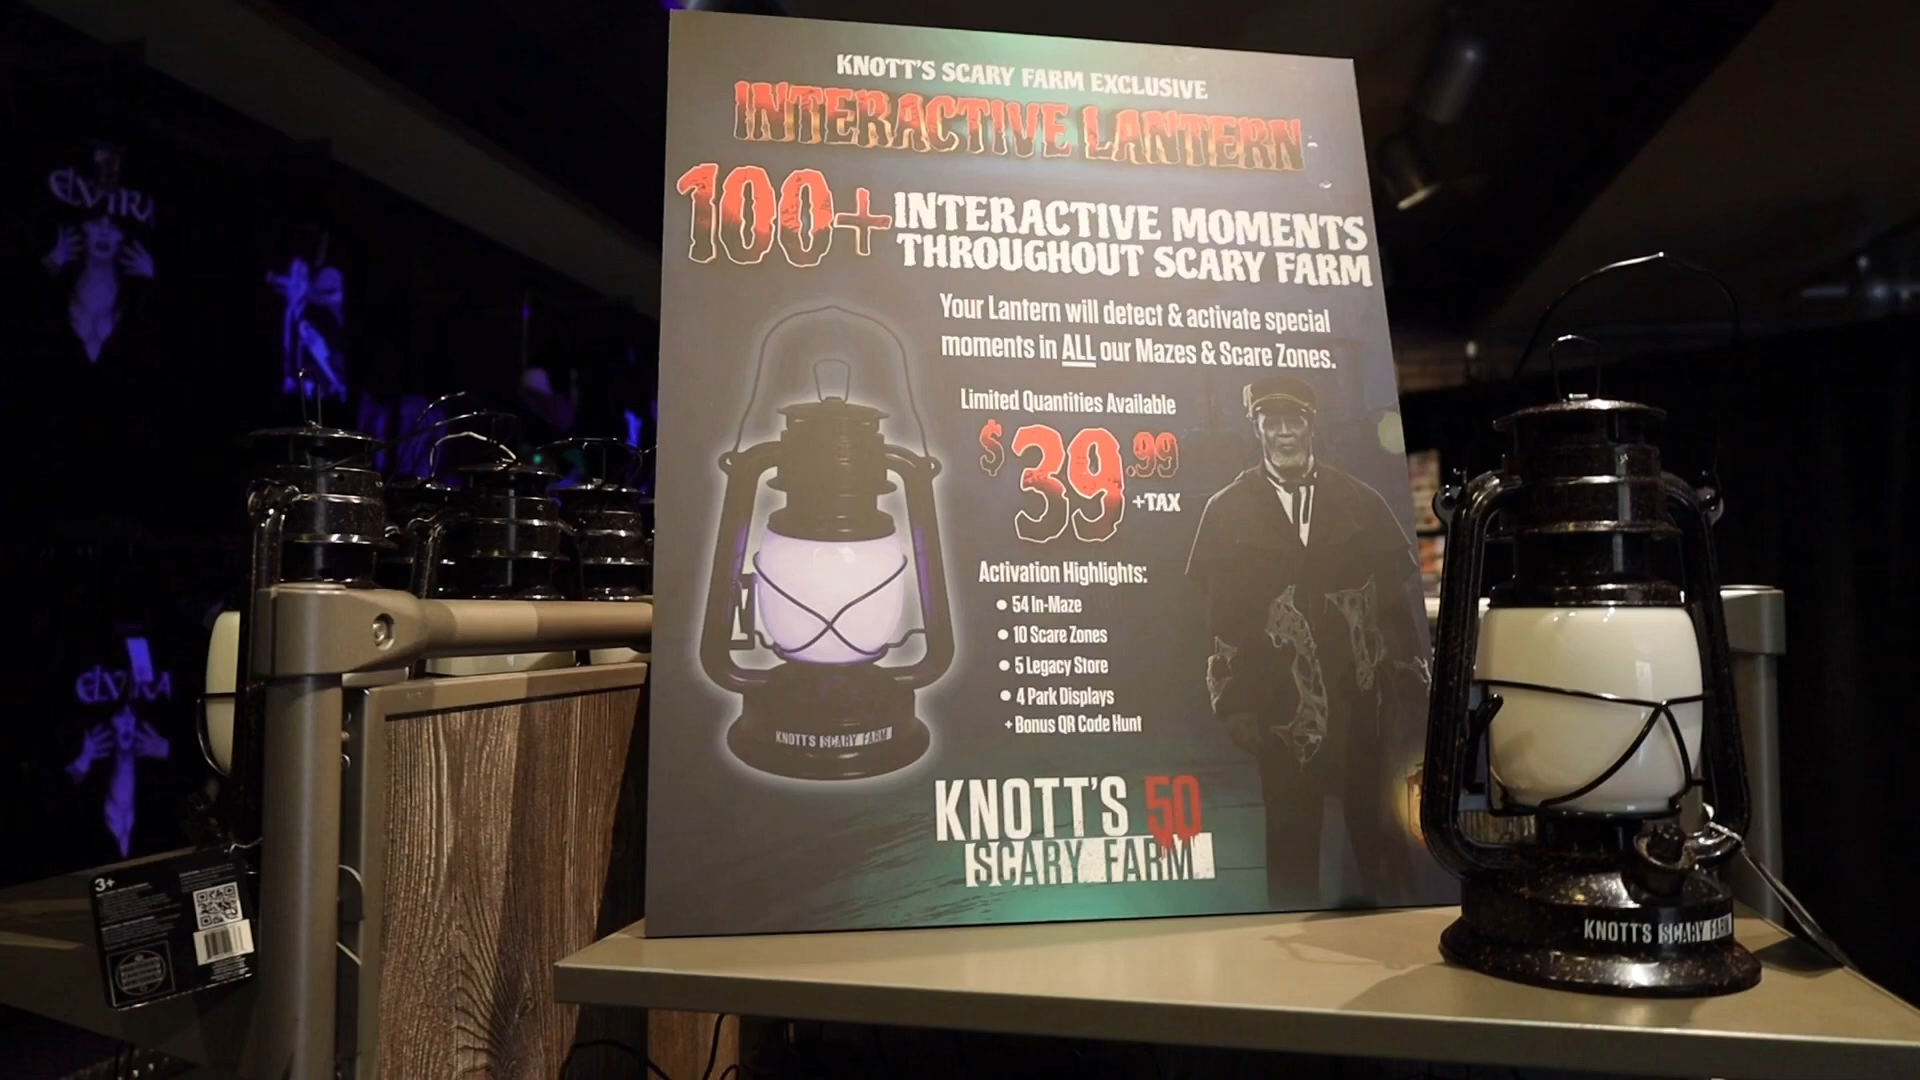 KNOTT'S SCARY FARM EXCLUSIVE
INTERACTIVE LANTERN
100+ INTERACTIVE MOMENTS
THROUGHOUT SCARY FARM
Your Lantern will detect & activate special
moments in ALL our Mazes & Scare Zones.
Limited Quantities Available
$39.99
+TAX
Activation Highlights:
• 54 In-Maze
• 10 Scare Zones
• 5 Legacy Store
• 4 Park Displays
+ Bonus QR Code Hunt
KNOTT'S SCARY FARM
KNOTT'S 50
SCARY FARM
KNOTT'S SCARY FARM
ELVIRA
ELVIRA
3+